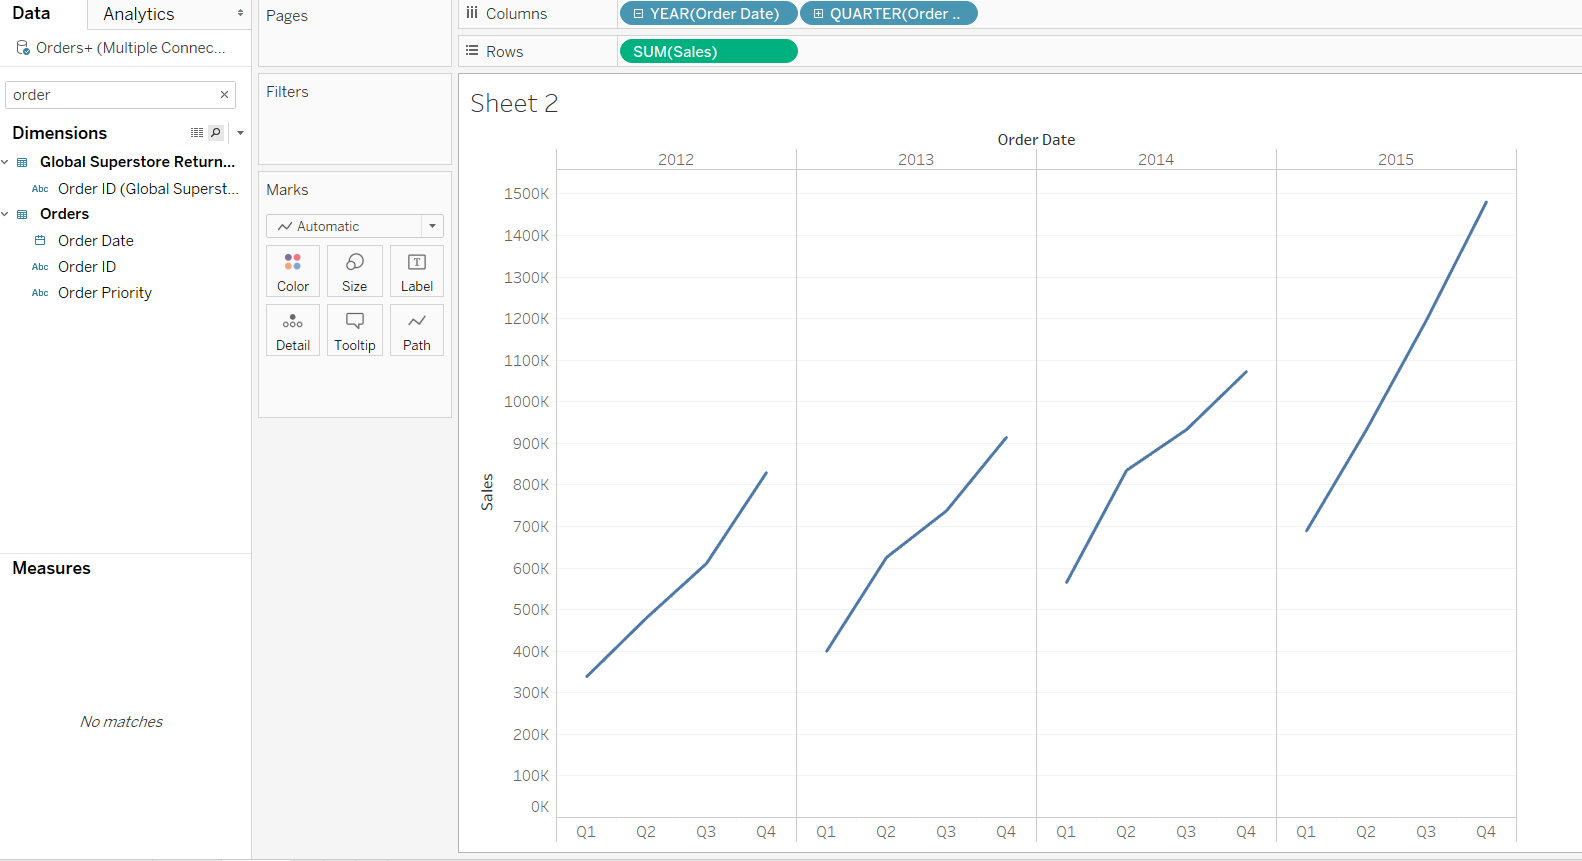 Data
Analytics
Orders+ (Multiple Connec...
order
Dimensions
Global Superstore Return...
Abc Order ID (Global Superst...
Orders
Order Date
Abc Order ID
Abc Order Priority
Measures
No matches
Pages
Filters
Marks
Automatic
Color Size T Label
Detail Tooltip Path
Columns YEAR(Order Date) QUARTER(Order ..
Rows SUM(Sales)
Sheet 2
Order Date
2012 2013 2014 2015
1500K
1400K
1300K
1200K
1100K
1000K
900K
800K
700K
600K
500K
400K
300K
200K
100K
0K
Sales
Q1 Q2 Q3 Q4 Q1 Q2 Q3 Q4 Q1 Q2 Q3 Q4 Q1 Q2 Q3 Q4